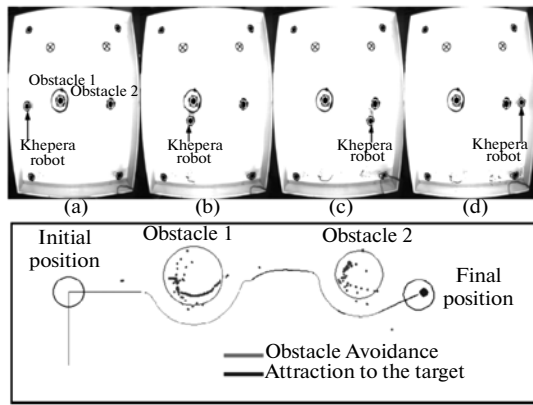 Obstacle 1
Obstacle 2
Khepera
robot
Khepera
robot
Khepera
robot
Khepera
robot
(a)
(b)
(c)
(d)
Initial
position
Obstacle 1
Obstacle 2
Final
position
Obstacle Avoidance
Attraction to the target